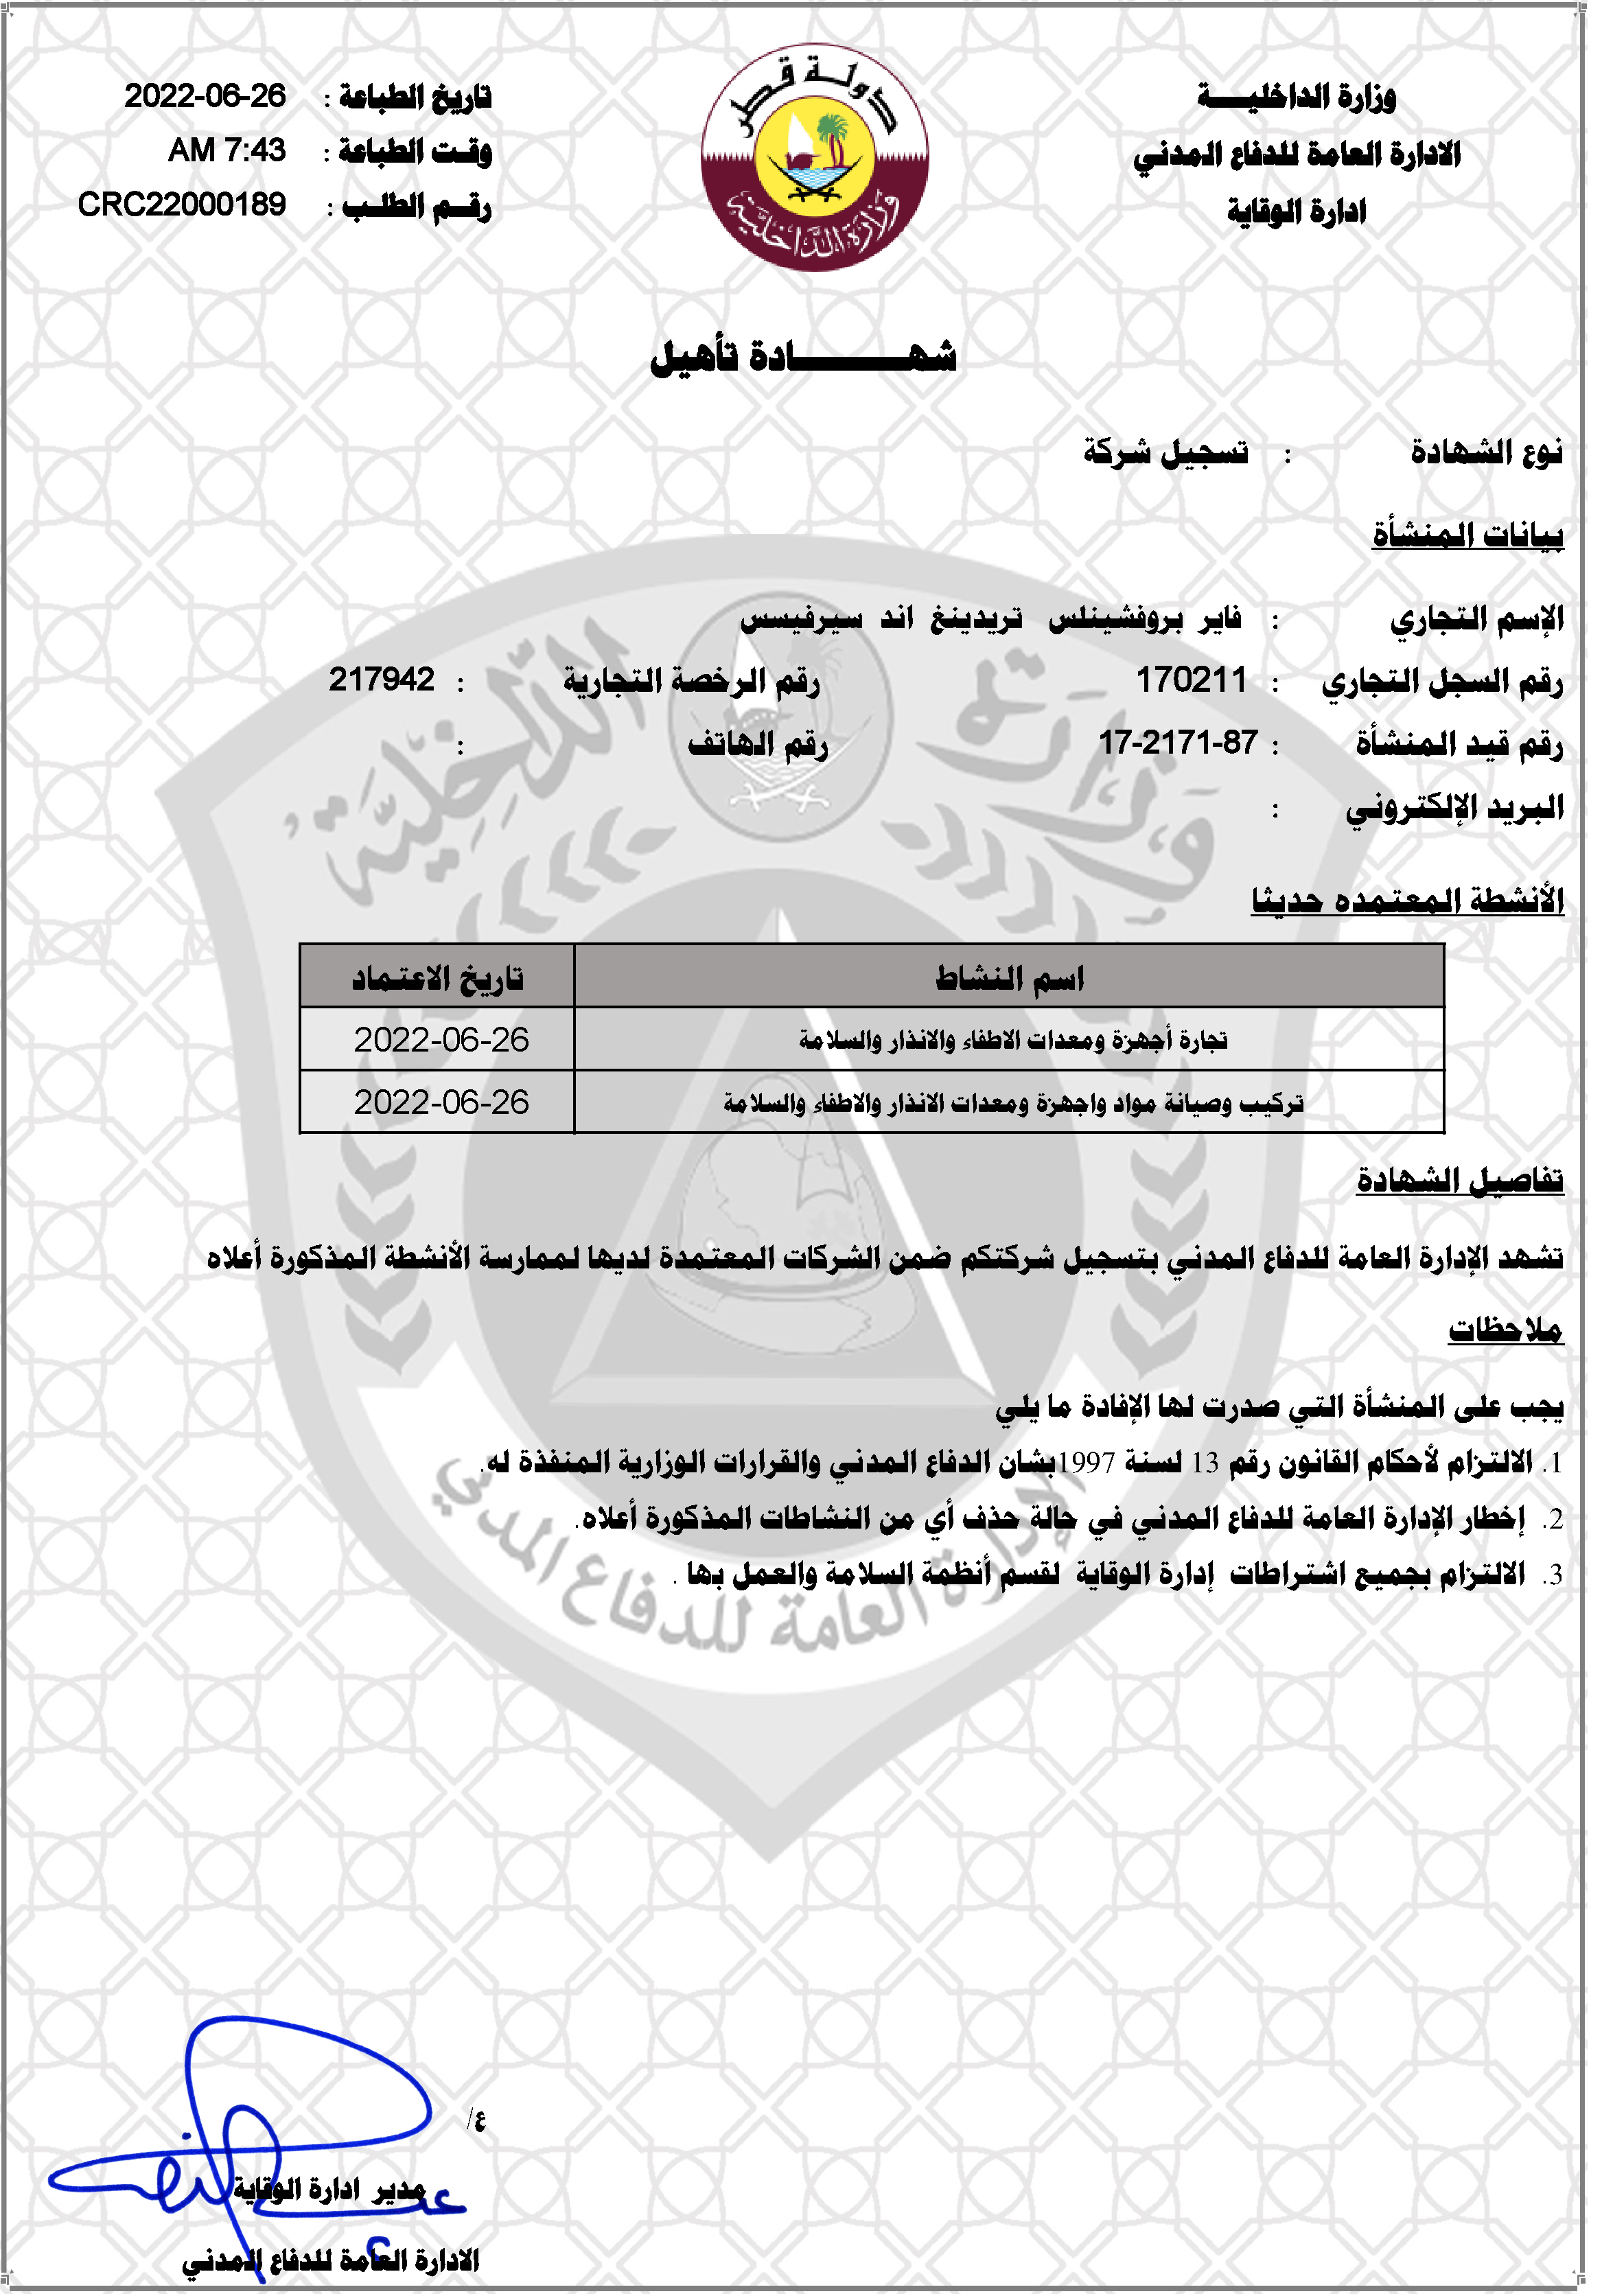 وزارة الداخليـــــة
الادارة العامة للدفاع المدني
ادارة الوقاية
دولة قطر
وزارة الداخلية
تاريخ الطباعة : 2022-06-26
وقـت الطباعة : 7:43 AM
رقـــم الطلــب : CRC22000189
شهـــــــــــادة تأهيل
نوع الشهادة : تسجيل شركة
بيانات المنشأة
الإسم التجاري : فاير بروفشينلس تريدينغ اند سيرفيسس
رقم السجل التجاري : 170211 رقم الرخصة التجارية : 217942
رقم قيد المنشأة : 17-2171-87 رقم الهاتف :
البريد الإلكتروني :
الأنشطة المعتمده حديثا
اسم النشاط تاريخ الاعتماد
تجارة أجهزة ومعدات الاطفاء والانذار والسلامة 2022-06-26
تركيب وصيانة مواد واجهزة ومعدات الانذار والاطفاء والسلامة 2022-06-26
تفاصيل الشهادة
تشهد الإدارة العامة للدفاع المدني بتسجيل شركتكم ضمن الشركات المعتمدة لديها لممارسة الأنشطة المذكورة أعلاه
ملاحظات
يجب على المنشأة التي صدرت لها الإفادة ما يلي
1. الالتزام لأحكام القانون رقم 13 لسنة 1997بشان الدفاع المدني والقرارات الوزارية المنفذة له.
2. إخطار الإدارة العامة للدفاع المدني في حالة حذف أي من النشاطات المذكورة أعلاه.
3. الالتزام بجميع اشتراطات إدارة الوقاية لقسم أنظمة السلامة والعمل بها .
وزارة الداخلية
الإدارة العامة للدفاع المدني
ع/
مدير ادارة الوقاية
الادارة العامة للدفاع المدني